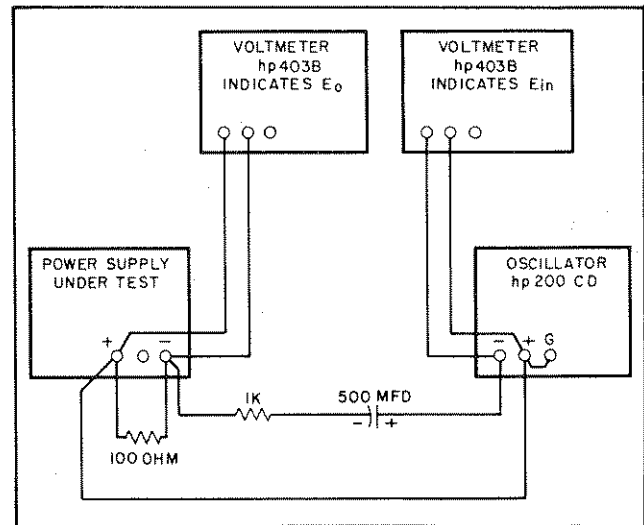 VOLTMETER
hp403B
INDICATES Eo
VOLTMETER
hp403B
INDICATES Ein
POWER SUPPLY
UNDER TEST
+
-
OSCILLATOR
hp 200 CD
-
+
G
1K
500 MFD
- +
100 OHM